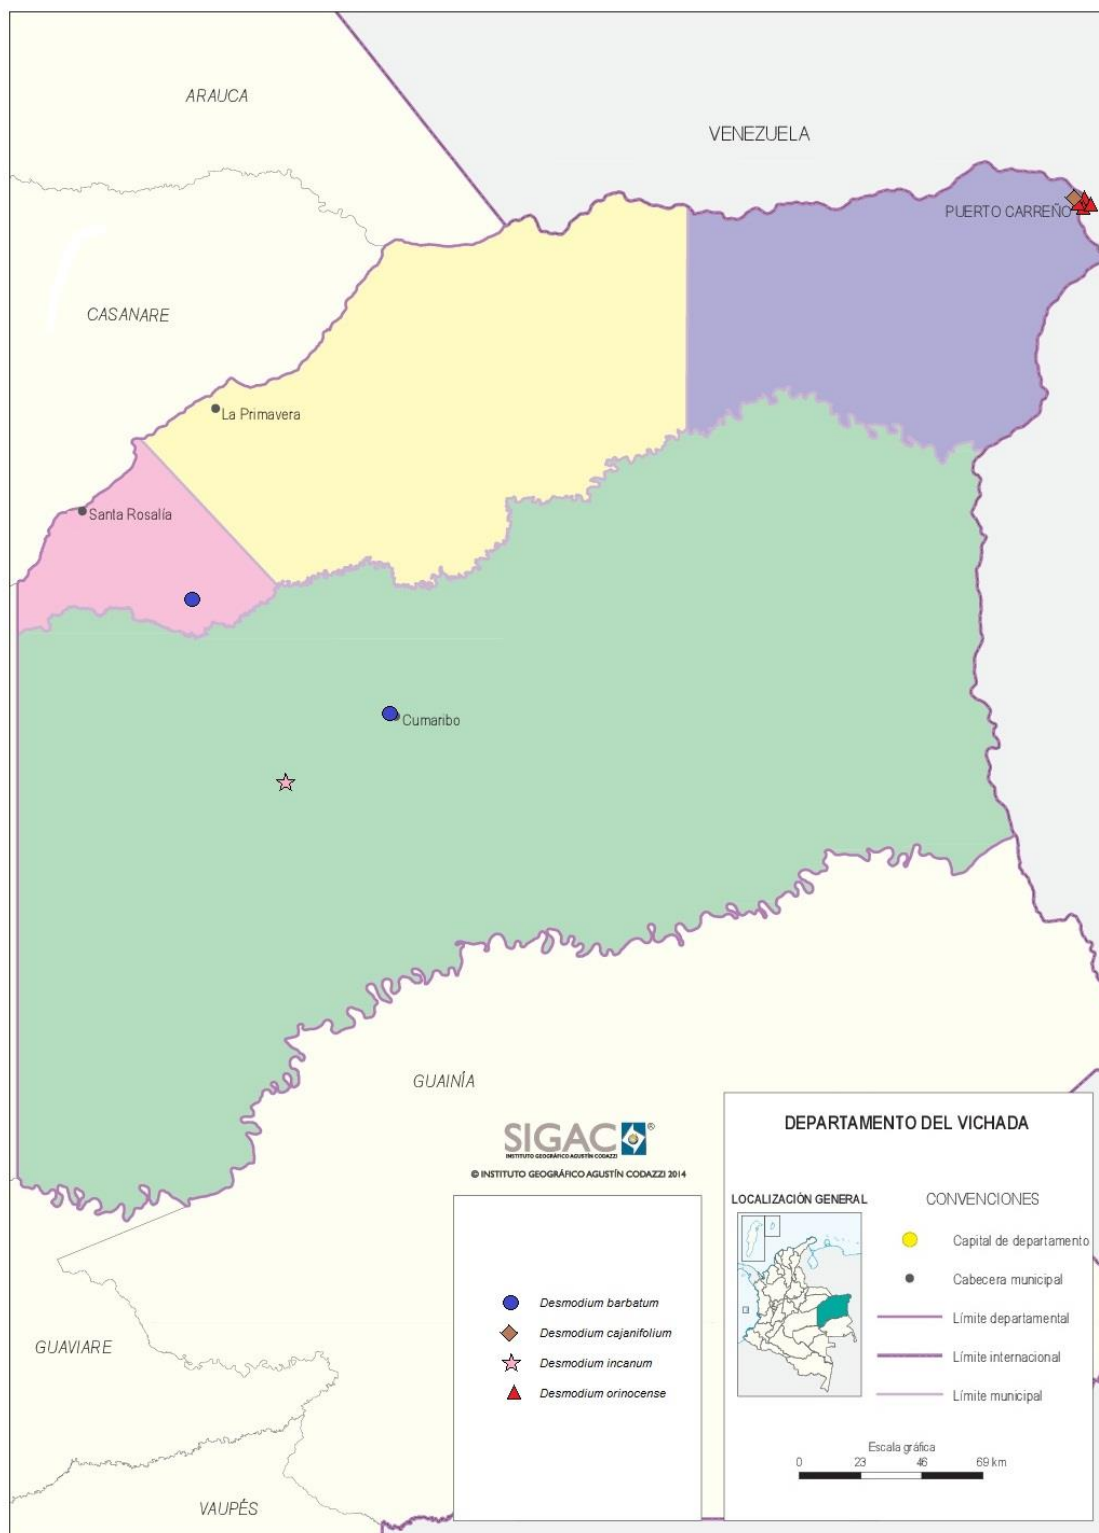 ARAUCA
VENEZUELA
PUERTO CARREÑO
CASANARE
La Primavera
Santa Rosalía
Cumaribo
GUAINÍA
SIGAC®
INSTITUTO GEOGRÁFICO AGUSTÍN CODAZZI
© INSTITUTO GEOGRÁFICO AGUSTÍN CODAZZI 2014
GUAVIARE
VAUPÉS
Desmodium barbatum
Desmodium cajanifolium
Desmodium incanum
Desmodium orinocense
DEPARTAMENTO DEL VICHADA
LOCALIZACIÓN GENERAL
CONVENCIONES
Capital de departamento
Cabecera municipal
Límite departamental
Límite internacional
Límite municipal
Escala gráfica
0 23 46 69 km